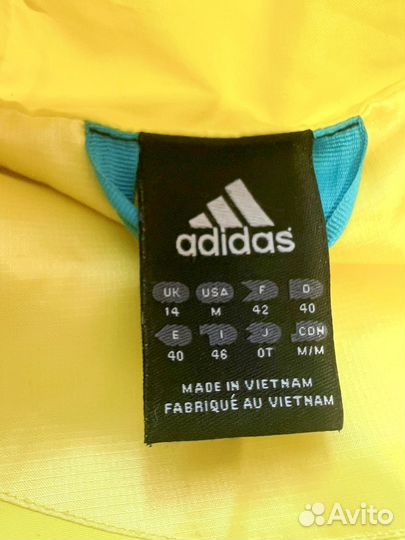 adidas
UK USA F D
14 M 42 40
E I J CDN
40 46 OT M/M
MADE IN VIETNAM
FABRIQUÉ AU VIETNAM
Avito